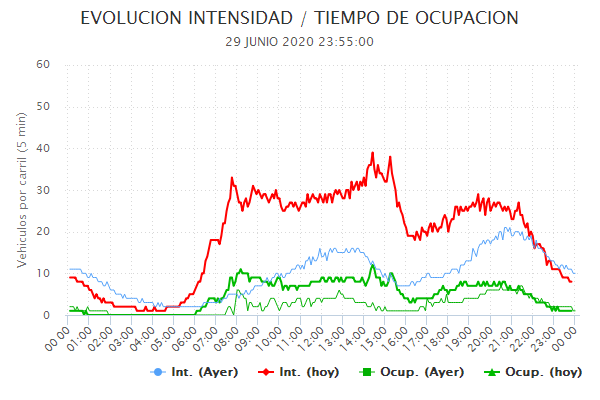 EVOLUCION INTENSIDAD / TIEMPO DE OCUPACION
29 JUNIO 2020 23:55:00
Vehículos por carril (5 min)
60
50
40
30
20
10
0
00:00 01:00 02:00 03:00 04:00 05:00 06:00 07:00 08:00 09:00 10:00 11:00 12:00 13:00 14:00 15:00 16:00 17:00 18:00 19:00 20:00 21:00 22:00 23:00 00:00
Int. (Ayer) Int. (hoy) Ocup. (Ayer) Ocup. (hoy)